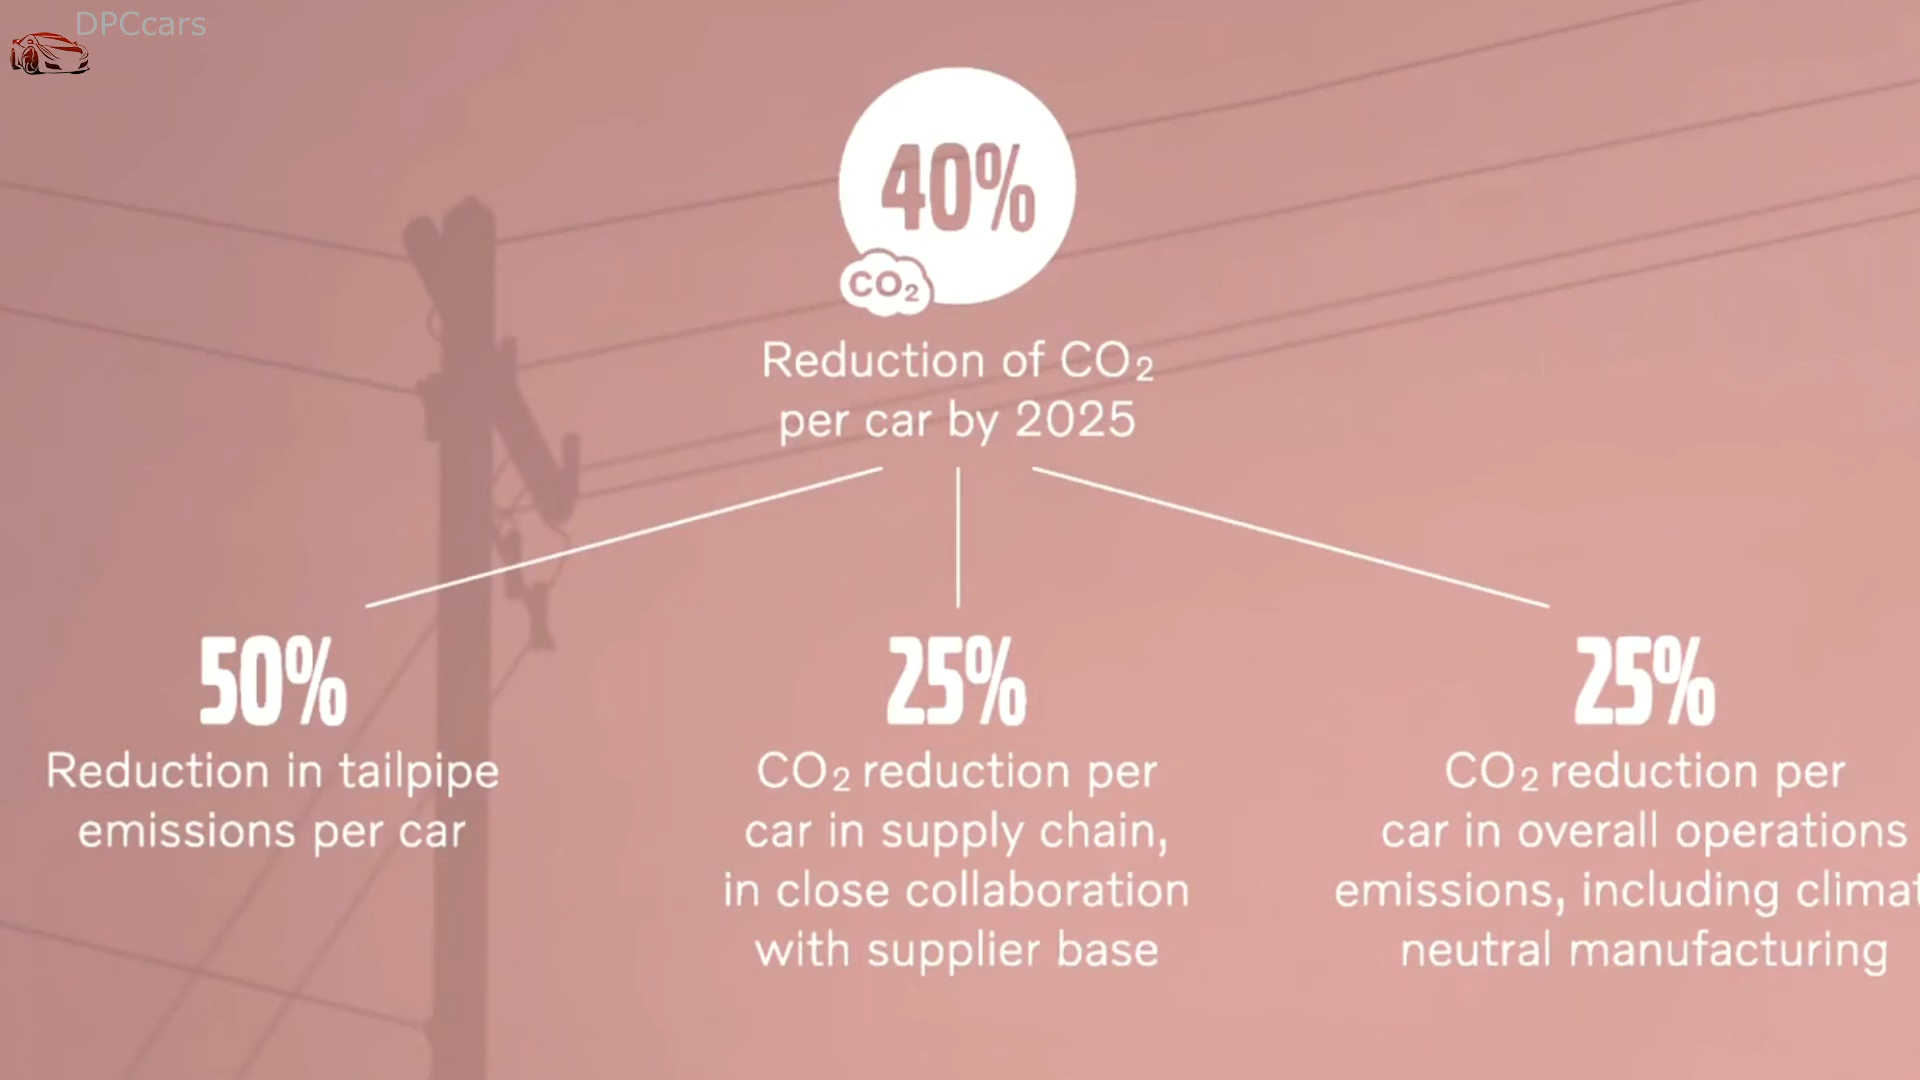 DPCcars
40%
CO₂
Reduction of CO₂
per car by 2025
50%
Reduction in tailpipe
emissions per car
25%
CO₂ reduction per
car in supply chain,
in close collaboration
with supplier base
25%
CO₂ reduction per
car in overall operations
emissions, including climat
neutral manufacturing